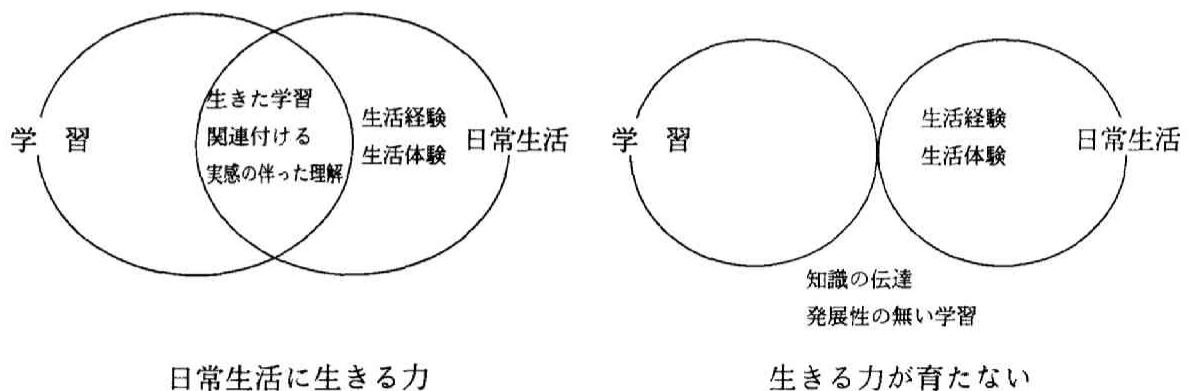 学 習
生きた学習
関連付ける
実感の伴った理解
生活経験
生活体験
日常生活
日常生活に生きる力
学 習
生活経験
生活体験
日常生活
知識の伝達
発展性の無い学習
生きる力が育たない